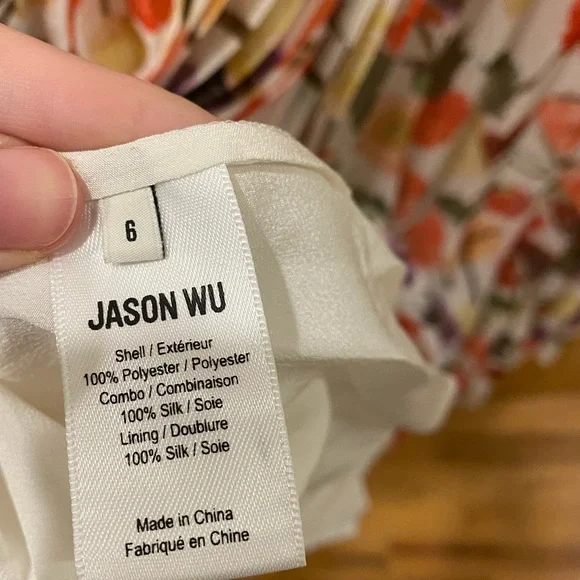 6
JASON WU
Shell / Extérieur
100% Polyester / Polyester
Combo / Combinaison
100% Silk / Soie
Lining / Doublure
100% Silk / Soie
Made in China
Fabriqué en Chine